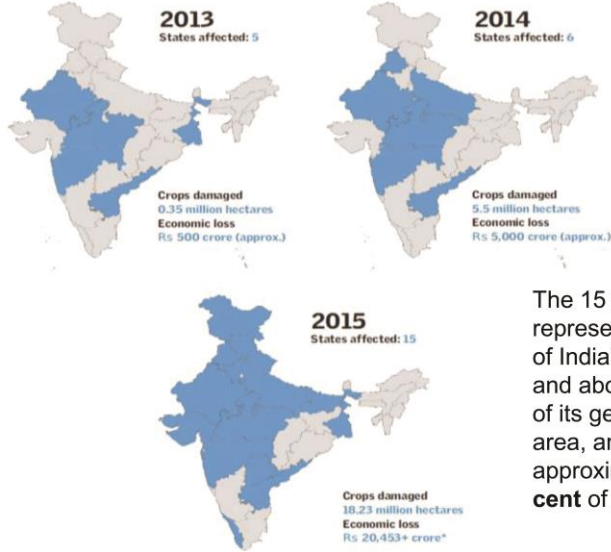 2013
States affected: 5
Crops damaged
0.35 million hectares
Economic loss
Rs 500 crore (approx.)
2014
States affected: 6
Crops damaged
5.5 million hectares
Economic loss
Rs 5,000 crore (approx.)
2015
States affected: 15
Crops damaged
18.23 million hectares
Economic loss
Rs 20,453+ crore*
The 15
represe
of India
and abo
of its ge
area, an
approxi
cent of